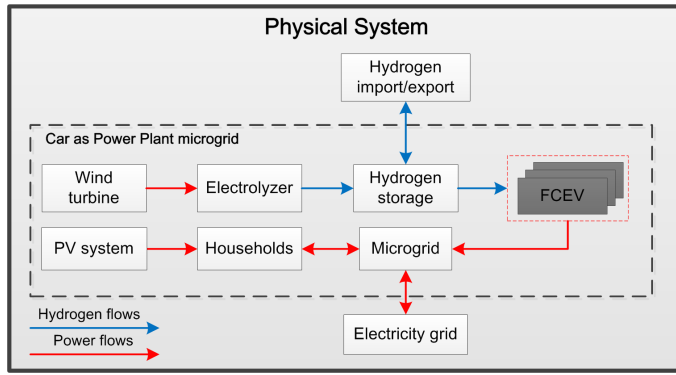 Physical System
Hydrogen
import/export
Car as Power Plant microgrid
Wind
turbine
Electrolyzer
Hydrogen
storage
FCEV
PV system
Households
Microgrid
Hydrogen flows
Power flows
Electricity grid